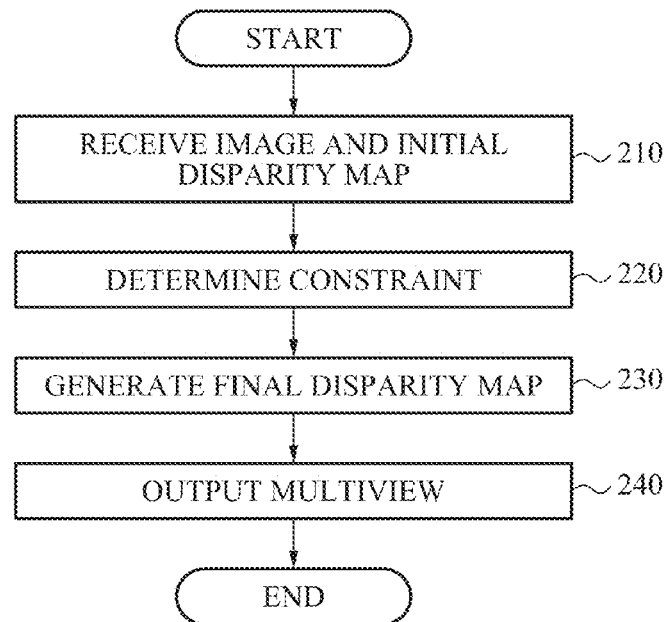 START
RECEIVE IMAGE AND INITIAL
DISPARITY MAP
210
DETERMINE CONSTRAINT
220
GENERATE FINAL DISPARITY MAP
230
OUTPUT MULTIVIEW
240
END